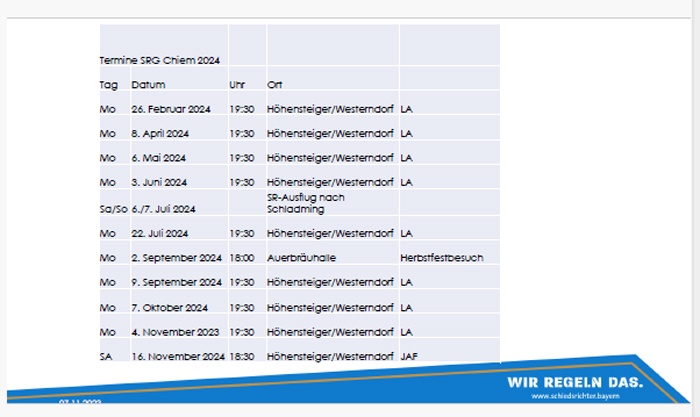 Termine SRG Chiem 2024
Tag Datum Uhr Ort
Mo 26. Februar 2024 19:30 Höhensteiger/Westerndorf LA
Mo 8. April 2024 19:30 Höhensteiger/Westerndorf LA
Mo 6. Mai 2024 19:30 Höhensteiger/Westerndorf LA
Mo 3. Juni 2024 19:30 Höhensteiger/Westerndorf LA
Sa/So 6./7. Juli 2024 SR-Ausflug nach
Schladming
Mo 22. Juli 2024 19:30 Höhensteiger/Westerndorf LA
Mo 2. September 2024 18:00 Auerbräuhalle Herbstfestbesuch
Mo 9. September 2024 19:30 Höhensteiger/Westerndorf LA
Mo 7. Oktober 2024 19:30 Höhensteiger/Westerndorf LA
Mo 4. November 2023 19:30 Höhensteiger/Westerndorf LA
SA 16. November 2024 18:30 Höhensteiger/Westerndorf JAF
WIR REGELN DAS.
www.schiedsrichter.bayern
07.11.2023